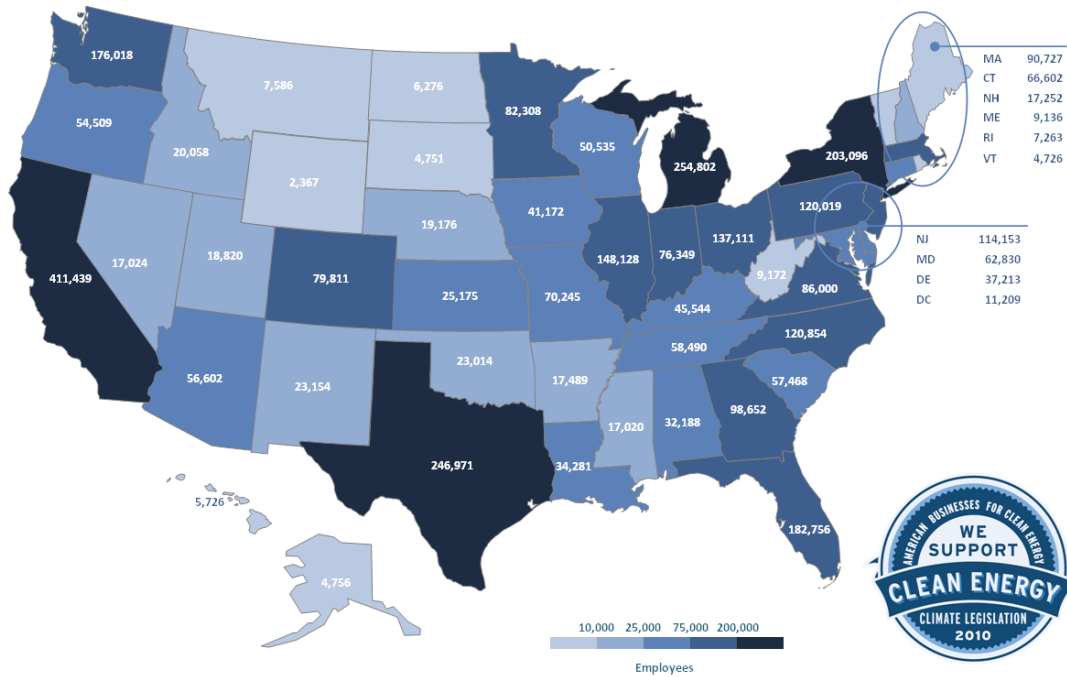 176,018
7,586
6,276
82,308
54,509
20,058
4,751
50,535
254,802
203,096
MA 90,727
CT 66,602
NH 17,252
ME 9,136
RI 7,263
VT 4,726
2,367
41,172
120,019
19,176
137,111
NJ 114,153
MD 62,830
DE 37,213
DC 11,209
411,439
17,024
18,820
79,811
148,128
76,349
9,172
86,000
25,175
70,245
45,544
120,854
58,490
56,602
23,154
23,014
17,489
57,468
17,020
32,188
98,652
246,971
34,281
5,726
182,756
4,756
AMERICAN BUSINESSES FOR CLEAN ENERGY
WE
SUPPORT
CLEAN ENERGY
CLIMATE LEGISLATION
2010
10,000 25,000 75,000 200,000
Employees